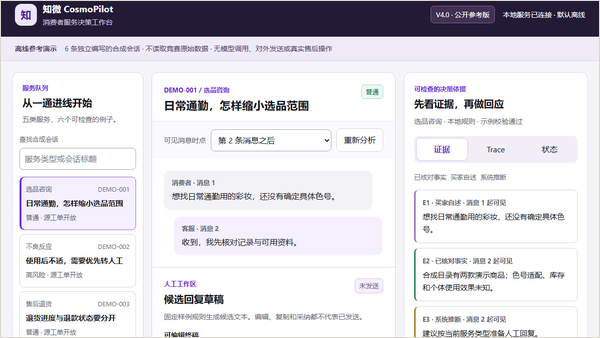 知
知微 CosmoPilot
消费者服务决策工作台
V4.0 · 公开参考版
本地服务已连接 · 默认离线
离线参考演示 6 条独立编写的合成会话 · 不读取竞赛原始数据 · 无模型调用、对外发送或真实售后操作
服务队列
从一通进线开始
五类服务，六个可检查的例子。
查找合成会话
服务类型或会话标题
选品咨询 DEMO-001
日常通勤，怎样缩小选品范围
普通 · 源工单开放
不良反应 DEMO-002
使用后不适，需要优先转人工
高风险 · 源工单开放
售后退货 DEMO-003
退货进度与退款状态要分开
普通 · 源工单开放
DEMO-001 / 选品咨询
普通
日常通勤，怎样缩小选品范围
可见消息时点
第 2 条消息之后
重新分析
消费者 · 消息 1
想找日常通勤用的彩妆，还没有确定具体色号。
客服 · 消息 2
收到，我先核对记录与可用资料。
人工工作区
未发送
候选回复草稿
固定样例规则生成候选文本。编辑、复制和采纳都不代表已发送。
可编辑终稿
可检查的决策依据
先看证据，再做回应
选品咨询 · 本地规则 · 示例校验通过
证据
Trace
状态
已核对事实 买家自述 系统推断
E1 · 买家自述 · 消息 1 起可见
想找日常通勤用的彩妆，还没有确定具体色号。
E2 · 已核对事实 · 消息 2 起可见
合成目录有两款演示商品；色号适配、库存和个体使用效果未知。
E3 · 系统推断 · 消息 2 起可见
建议按当前服务类型准备人工回复。